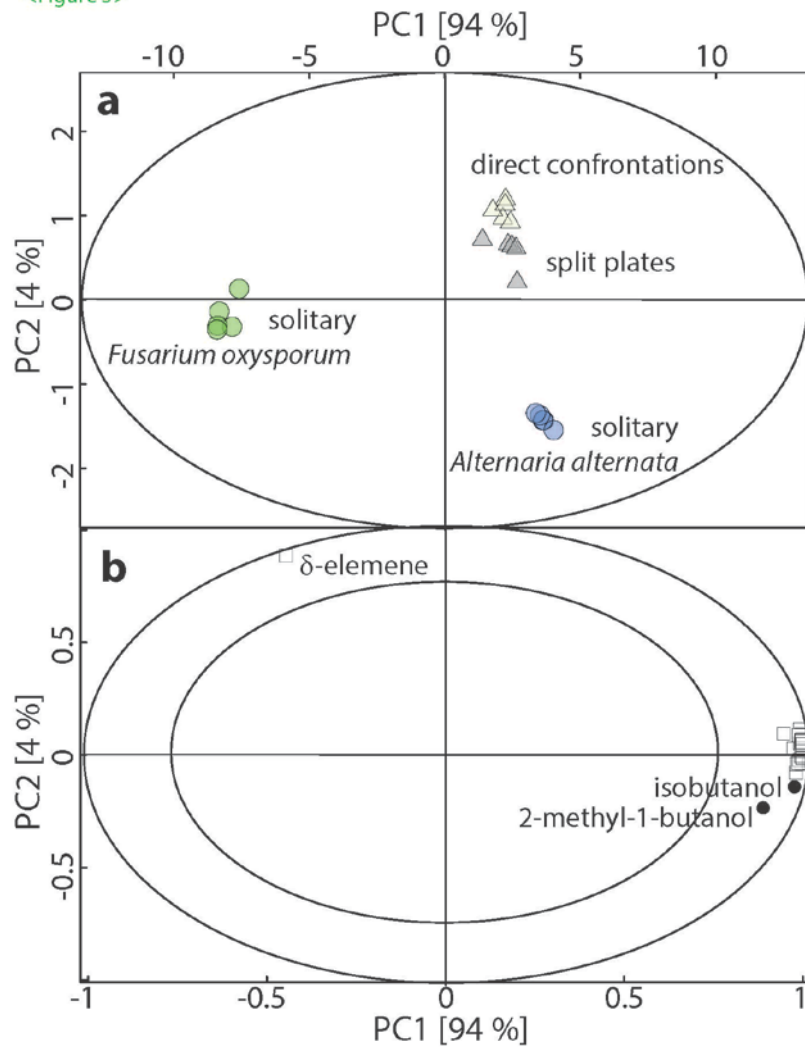 <Figure 3>
PC1 [94 %]
-10 -5 0 5 10
a
2
direct confrontations
1
split plates
0
solitary
Fusarium oxysporum
-1
solitary
Alternaria alternata
-2
PC2 [4 %]
b
δ-elemene
0.5
0
isobutanol
2-methyl-1-butanol
-0.5
PC2 [4 %]
-1 -0.5 0 0.5 1
PC1 [94 %]